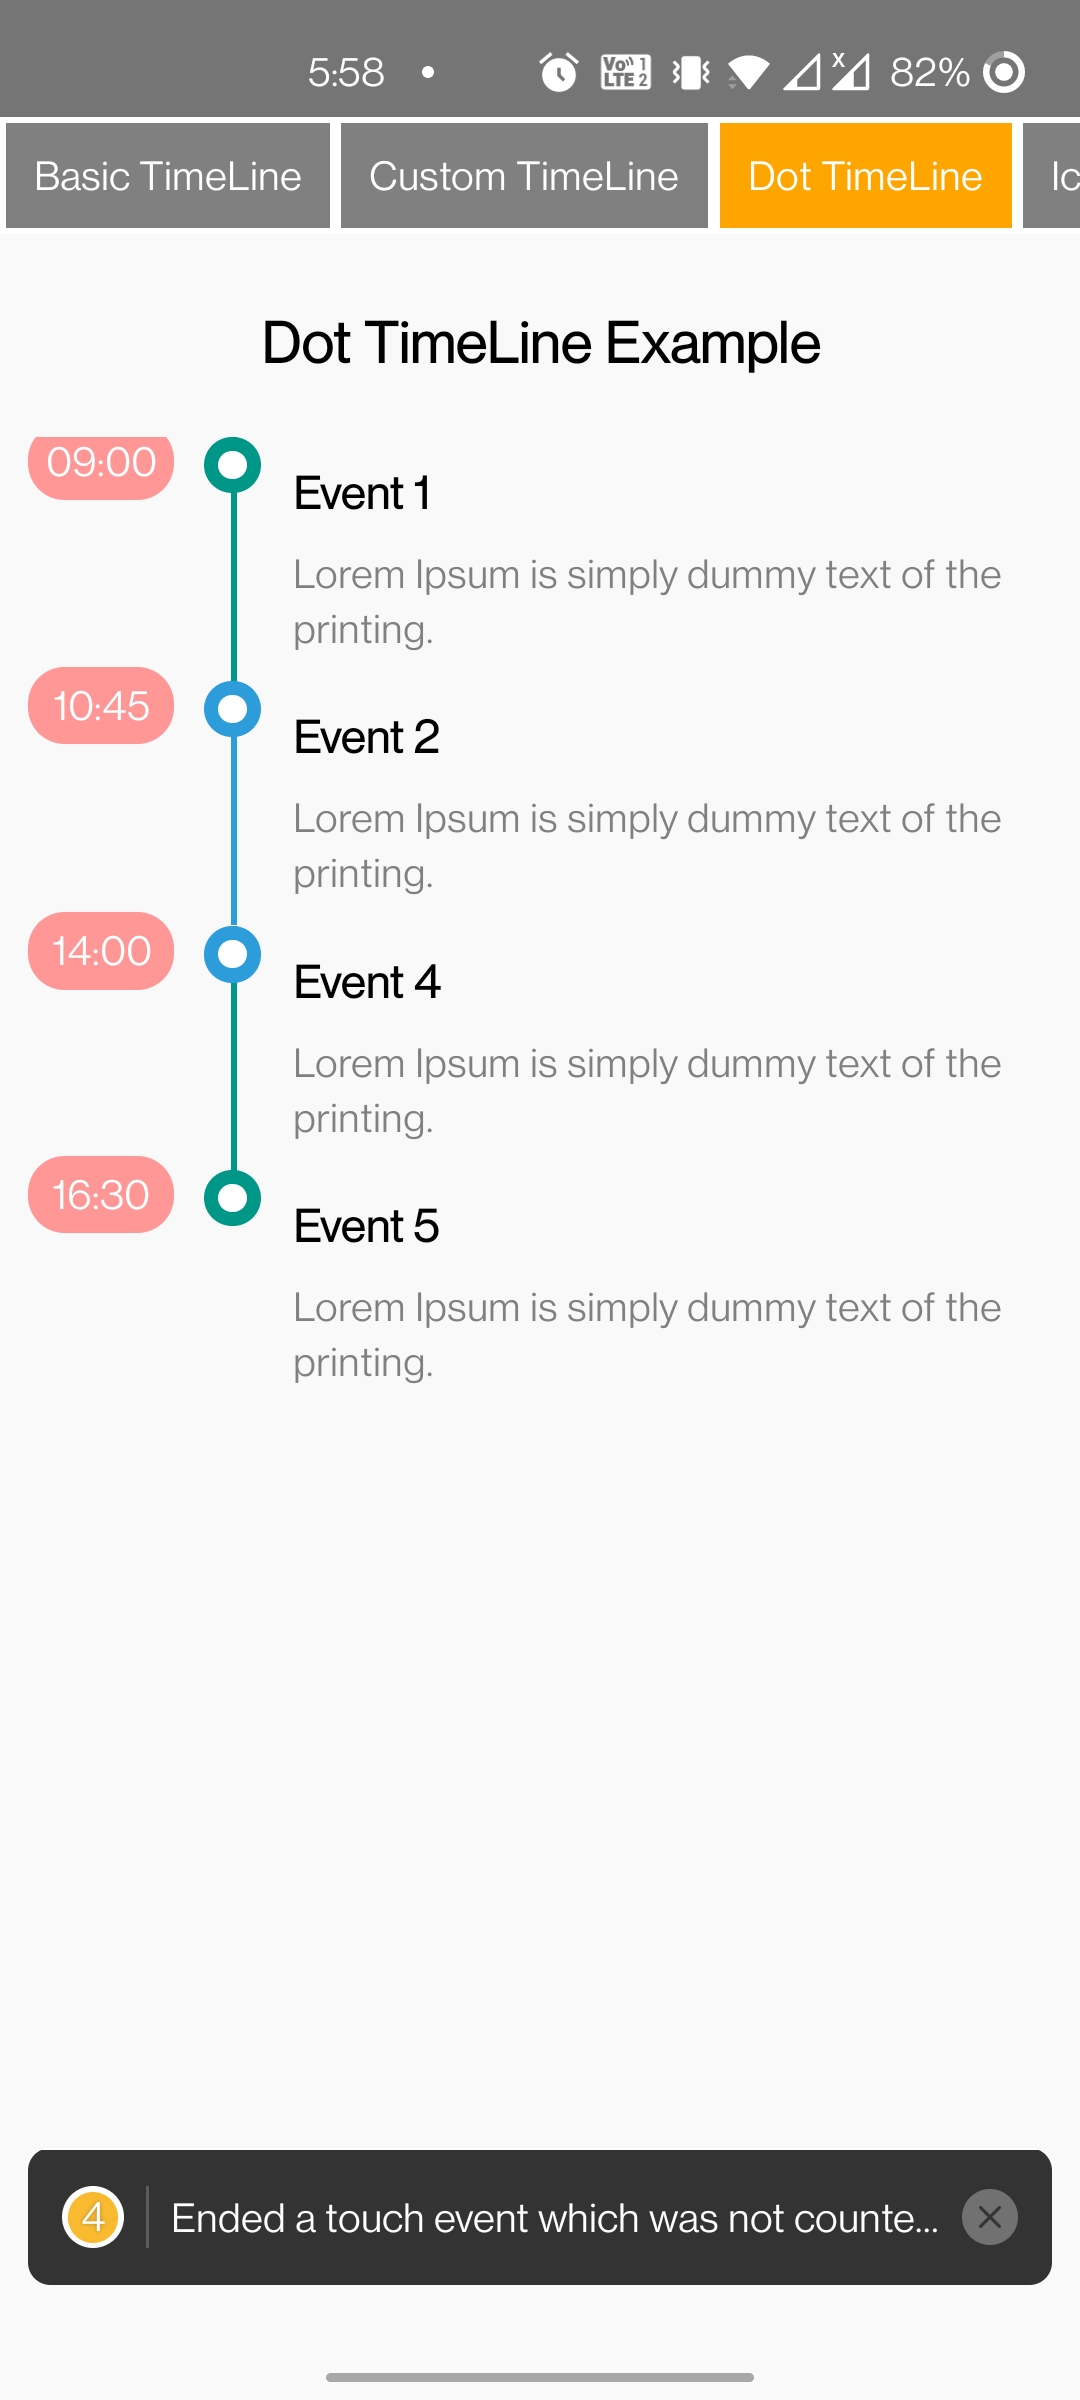 5:58
Vo)) 1
LTE 2
X
82%
Basic TimeLine
Custom TimeLine
Dot TimeLine
Ic
Dot TimeLine Example
09:00
Event 1
Lorem Ipsum is simply dummy text of the
printing.
10:45
Event 2
Lorem Ipsum is simply dummy text of the
printing.
14:00
Event 4
Lorem Ipsum is simply dummy text of the
printing.
16:30
Event 5
Lorem Ipsum is simply dummy text of the
printing.
4
Ended a touch event which was not counte...